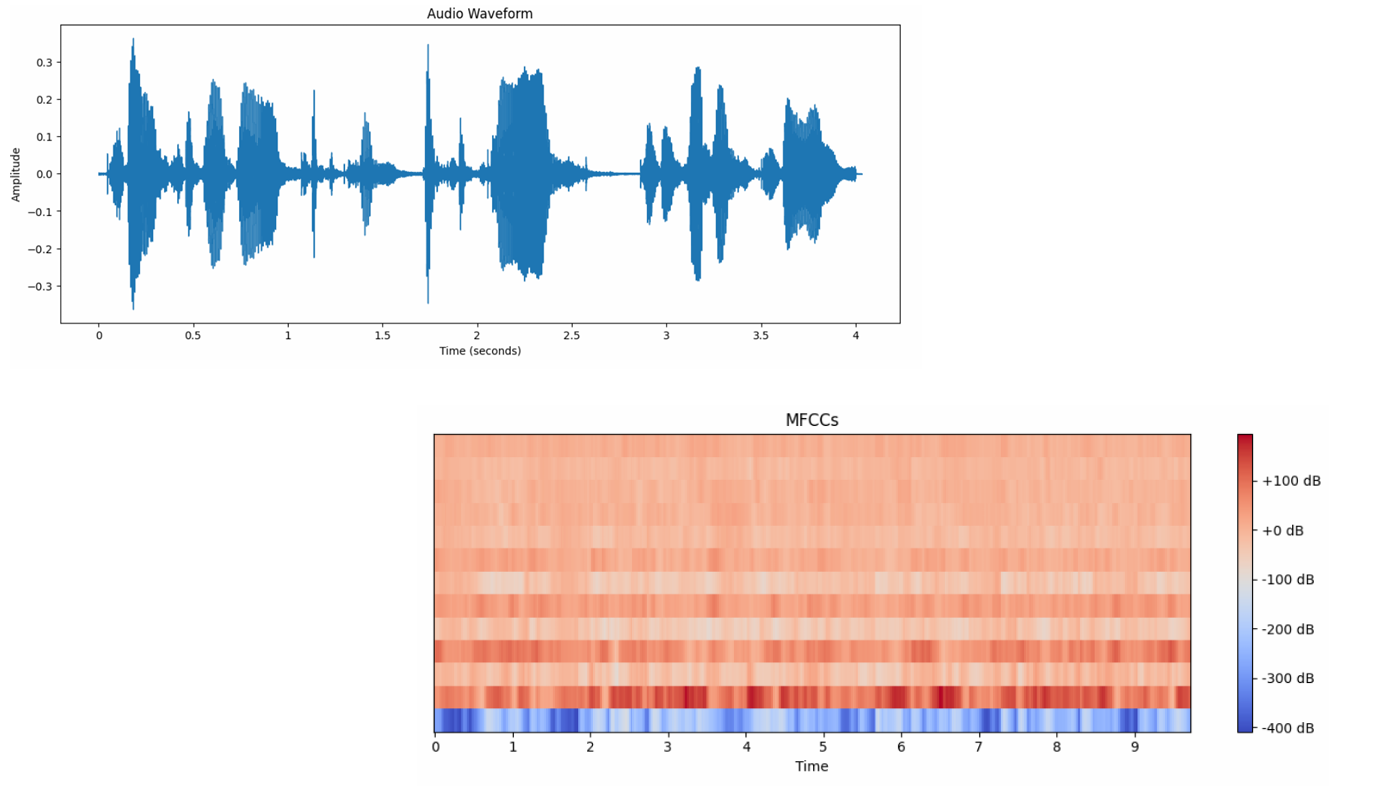 Audio Waveform
Amplitude
0.3
0.2
0.1
0.0
−0.1
−0.2
−0.3
0 0.5 1 1.5 2 2.5 3 3.5 4
Time (seconds)
MFCCs
+100 dB
+0 dB
-100 dB
-200 dB
-300 dB
-400 dB
0 1 2 3 4 5 6 7 8 9
Time